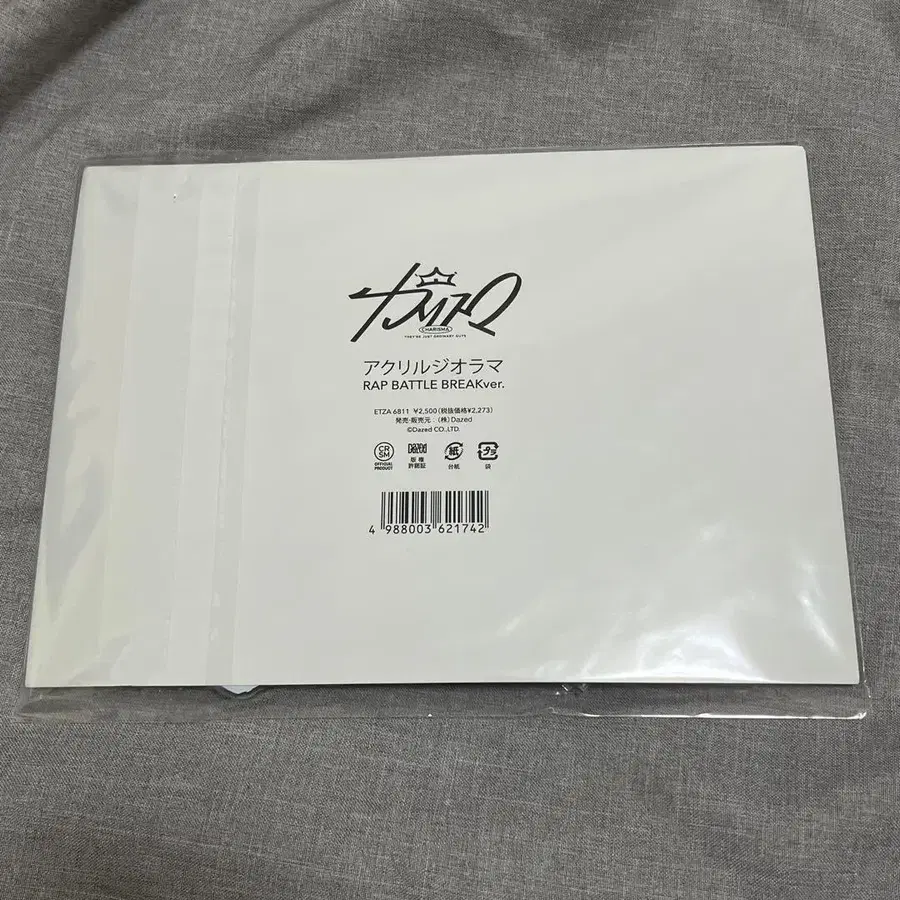 カリスマ
CHARISMA
THEY'RE JUST ORDINARY GUYS
アクリルジオラマ
RAP BATTLE BREAKver.
ETZA 6811 ¥2,500(税抜価格¥2,273)
発売・販売元：(株)Dazed
©Dazed CO.,LTD.
CR
SM
OFFICIAL
PRODUCT
Dazed
版権
許諾証
紙
台紙
プラ
袋
4 988003 621742